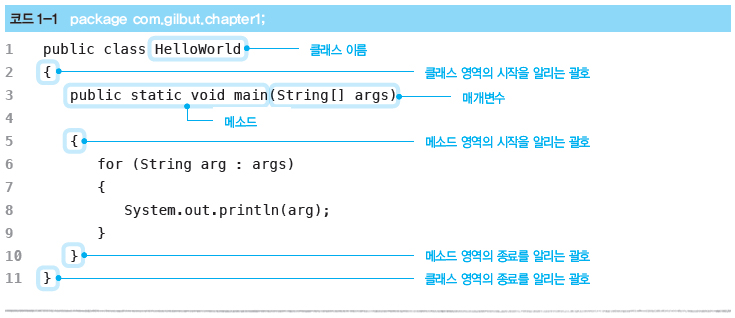 코드 1-1 package com.gilbut.chapter1;
1 public class HelloWorld 클래스 이름
2 { 클래스 영역의 시작을 알리는 괄호
3 public static void main(String[] args) 매개변수
4 메소드
5 { 메소드 영역의 시작을 알리는 괄호
6 for (String arg : args)
7 {
8 System.out.println(arg);
9 }
10 } 메소드 영역의 종료를 알리는 괄호
11 } 클래스 영역의 종료를 알리는 괄호